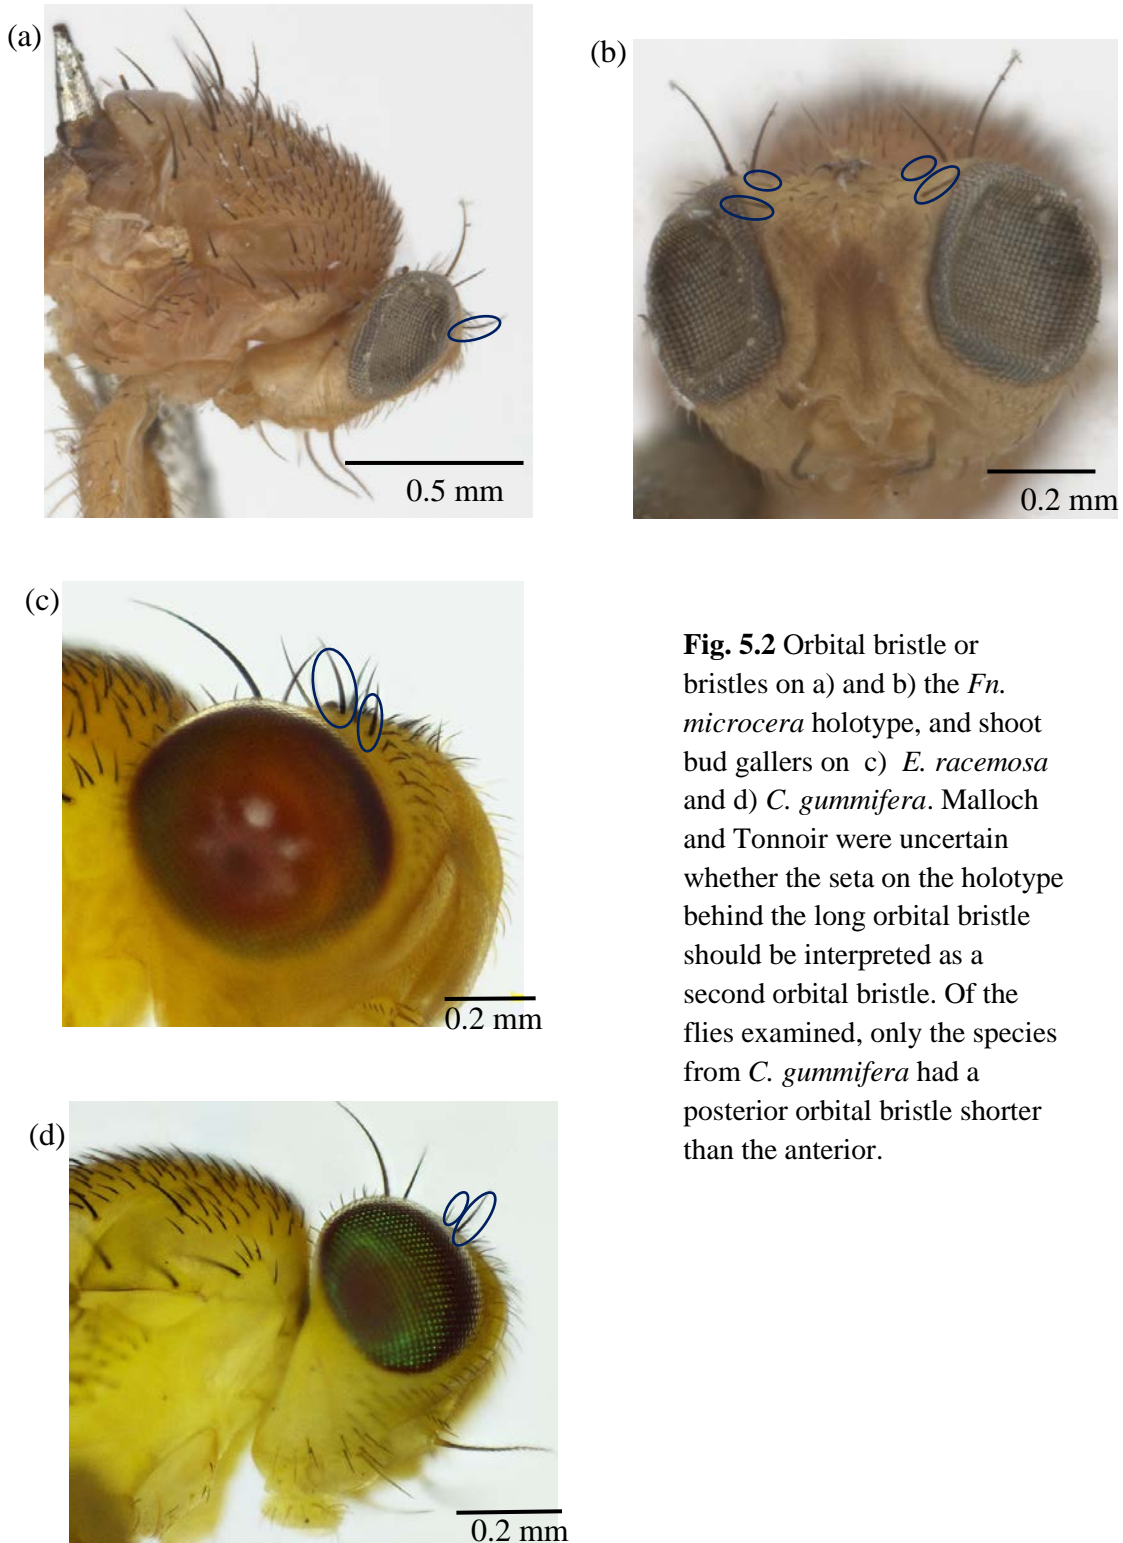 (a)
(b)
0.5 mm
0.2 mm
(c)
0.2 mm
Fig. 5.2 Orbital bristle or
bristles on a) and b) the Fn.
microcera holotype, and shoot
bud gallers on c) E. racemosa
and d) C. gummifera. Malloch
and Tonnoir were uncertain
whether the seta on the holotype
behind the long orbital bristle
should be interpreted as a
second orbital bristle. Of the
flies examined, only the species
from C. gummifera had a
posterior orbital bristle shorter
than the anterior.
(d)
0.2 mm